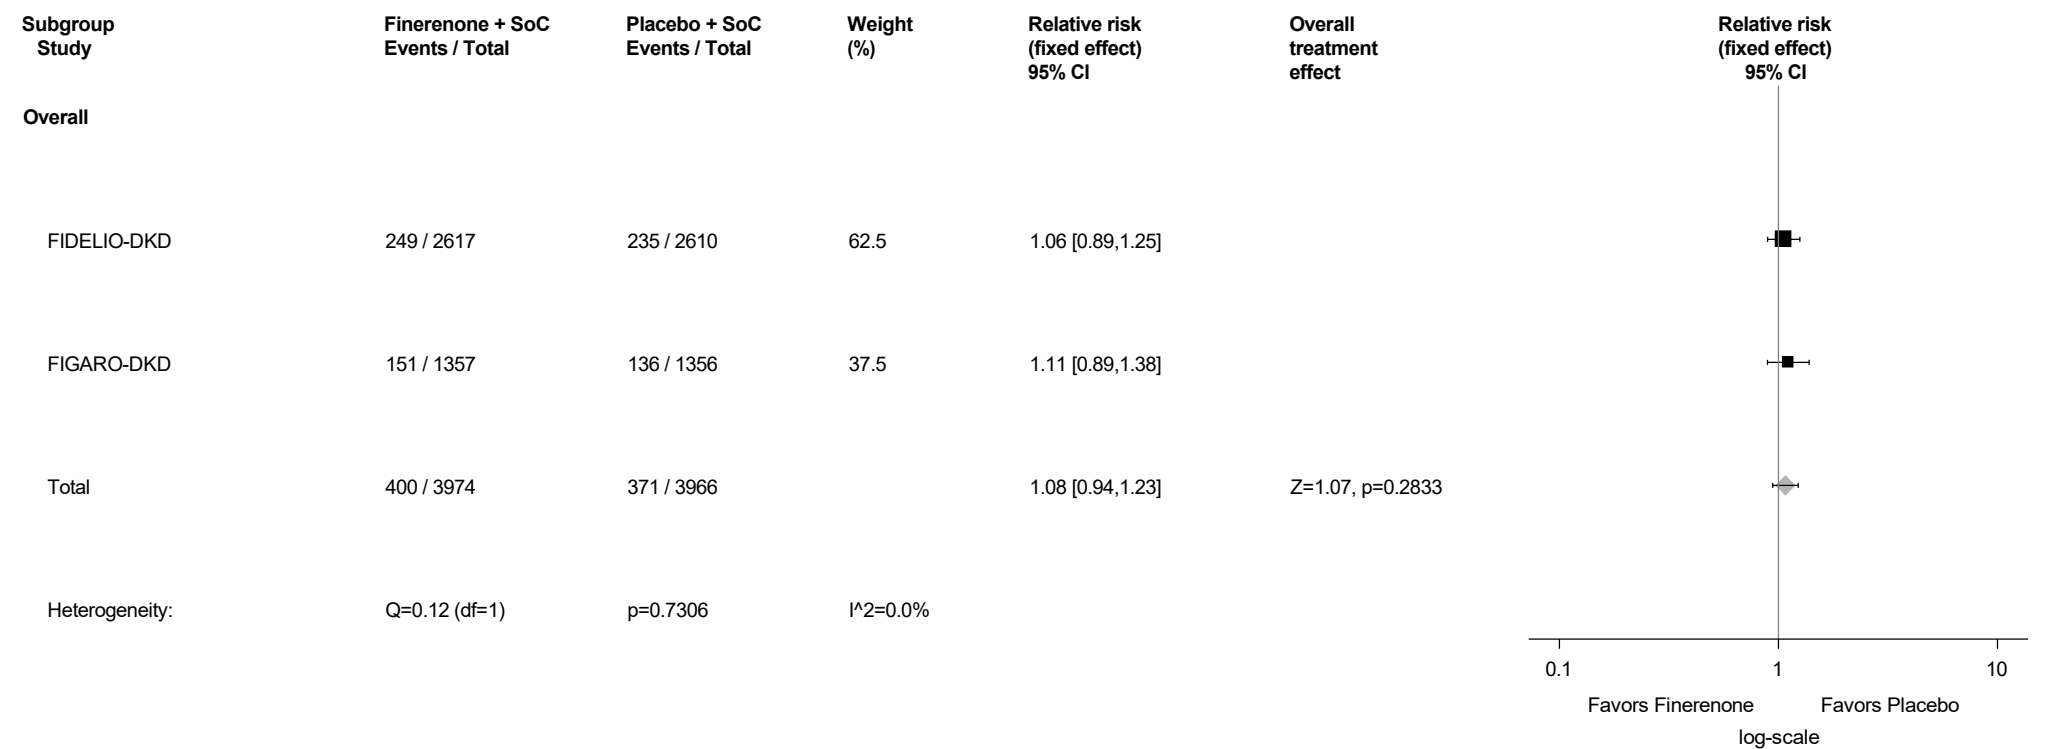 Subgroup Finerenone + SoC Placebo + SoC Weight Relative risk Overall Relative risk
Study Events / Total Events / Total (%) (fixed effect) treatment (fixed effect)
95% CI effect 95% CI
Overall
FIDELIO-DKD 249 / 2617 235 / 2610 62.5 1.06 [0.89,1.25]
FIGARO-DKD 151 / 1357 136 / 1356 37.5 1.11 [0.89,1.38]
Total 400 / 3974 371 / 3966 1.08 [0.94,1.23] Z=1.07, p=0.2833
Heterogeneity: Q=0.12 (df=1) p=0.7306 I^2=0.0%
0.1 1 10
Favors Finerenone Favors Placebo
log-scale